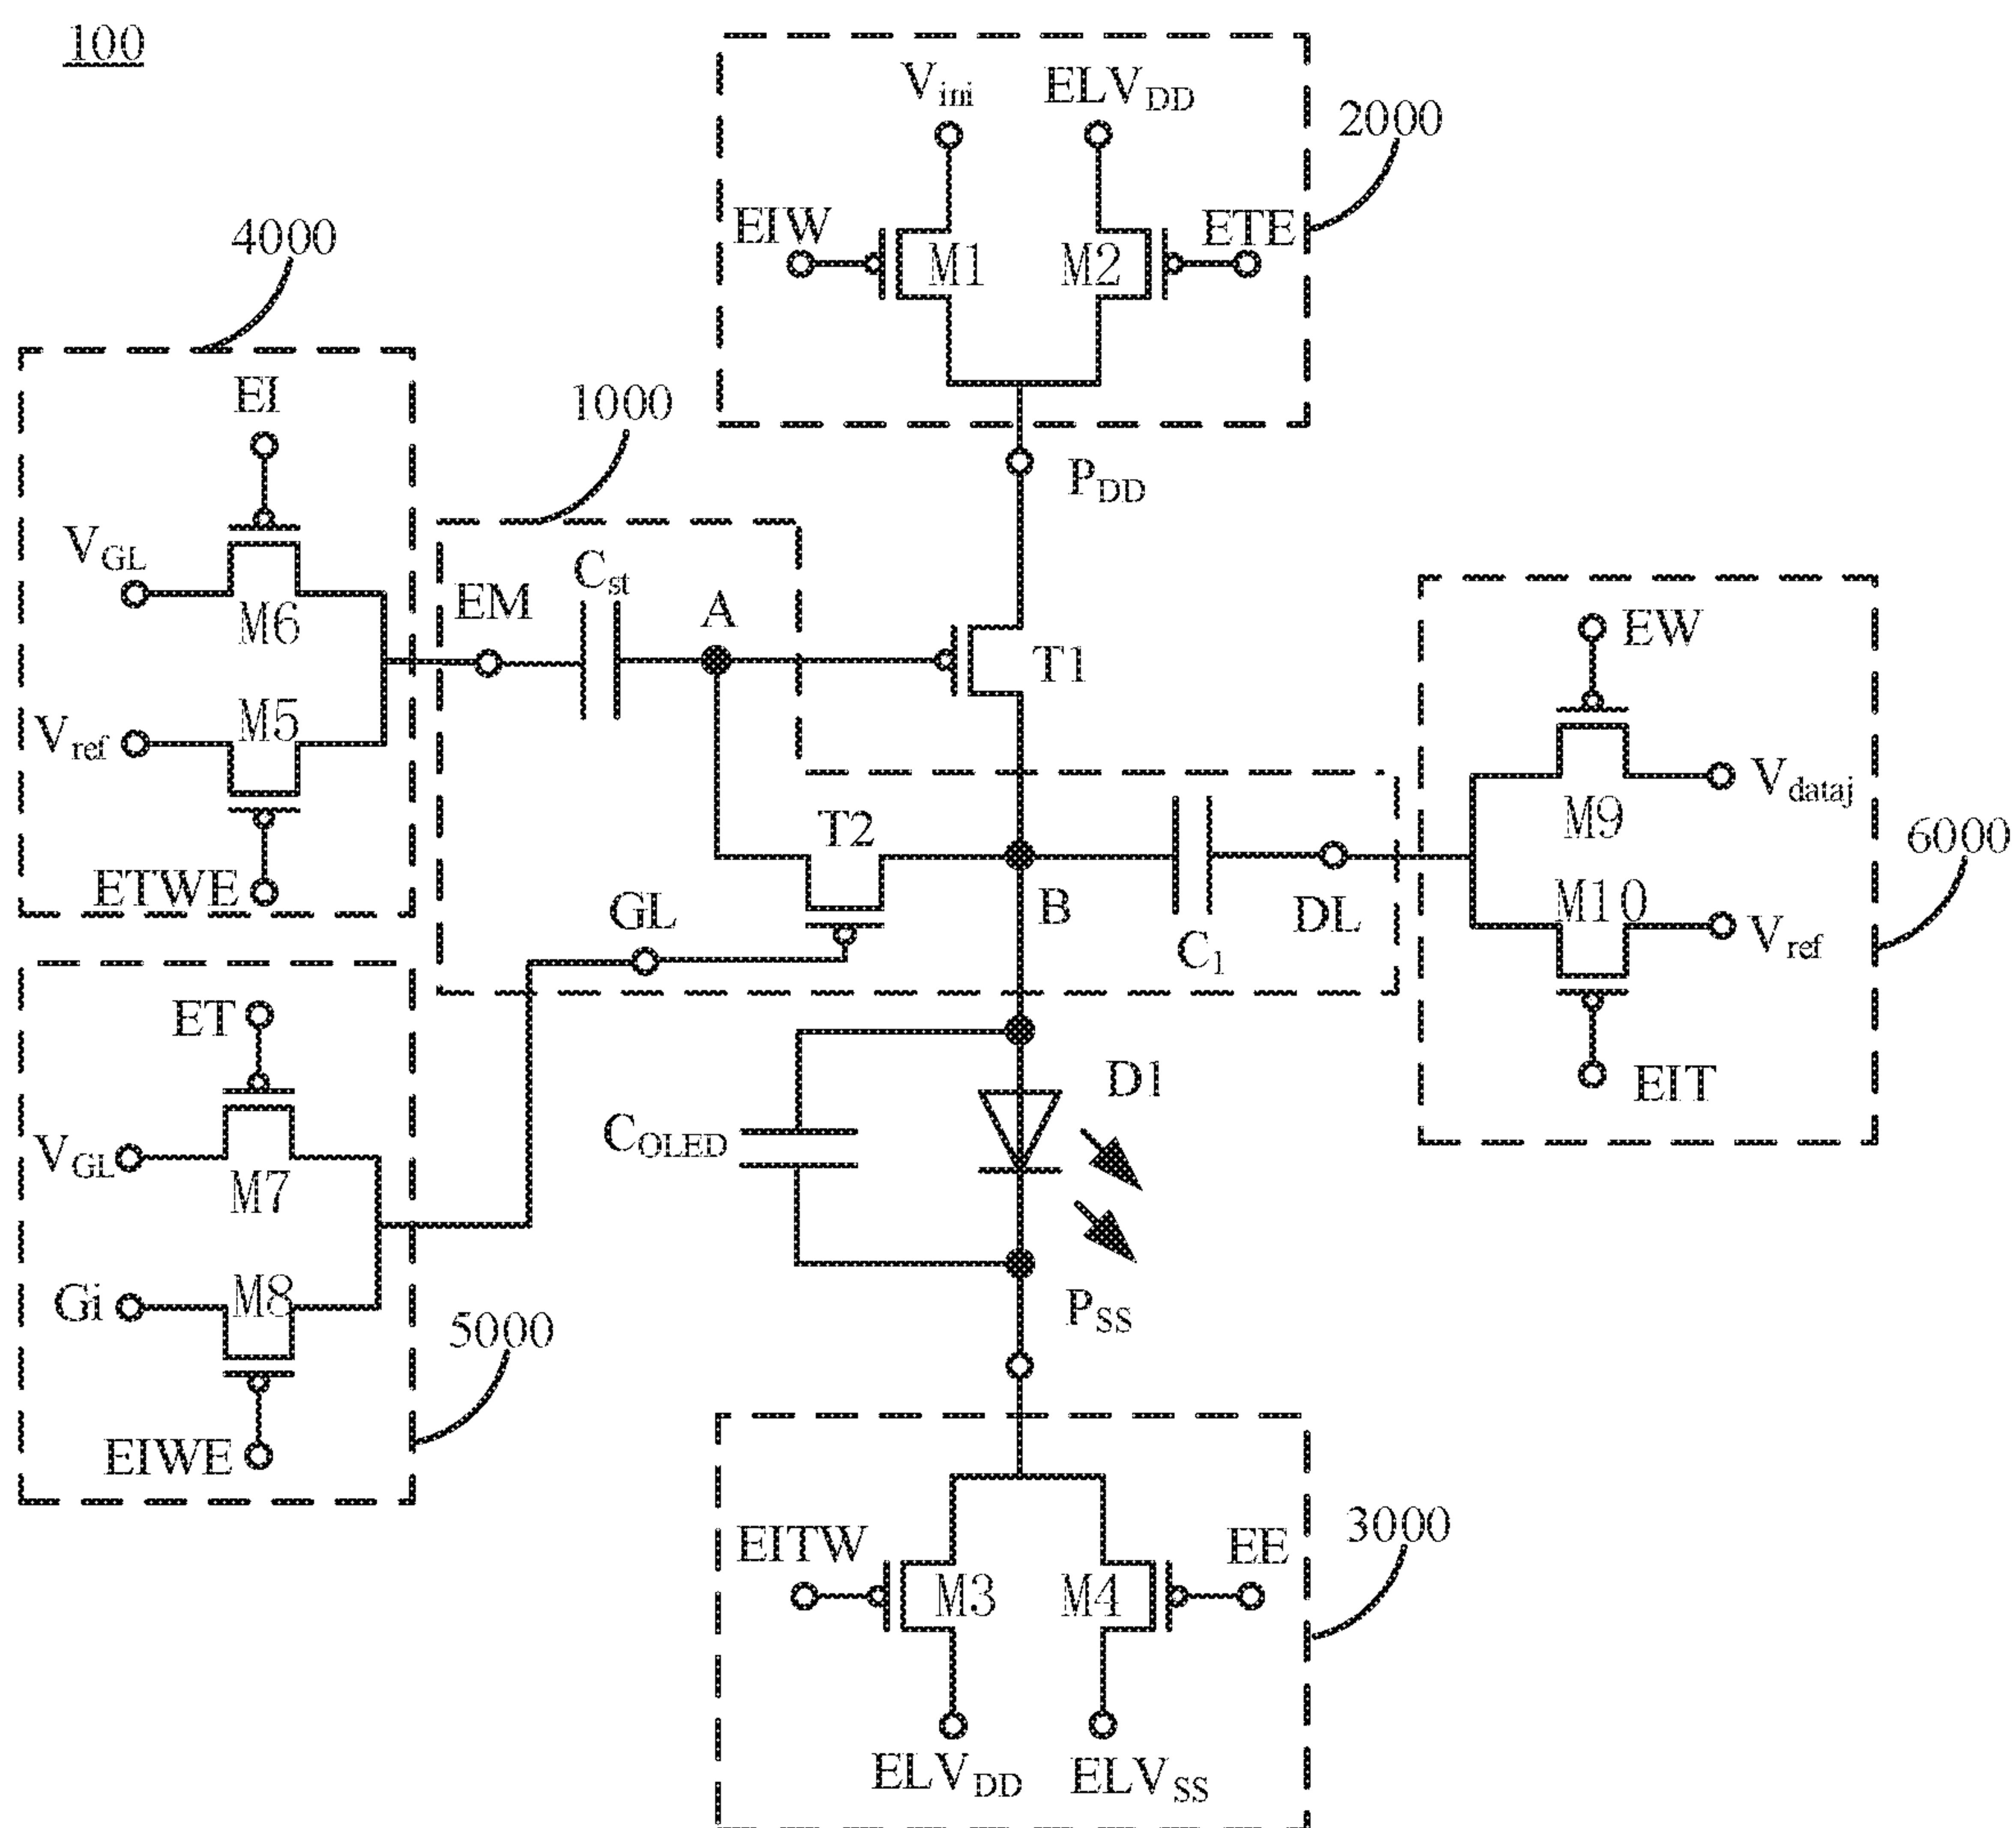 100
V_ini
ELV_DD
2000
EIW
M1
M2
ETE
4000
EI
1000
P_DD
V_GL
M6
EM
C_st
A
T1
EW
V_ref
M5
M9
V_dataj
T2
6000
ETWE
GL
B
C_1
DL
M10
V_ref
ET
D1
EIT
V_GL
M7
C_OLED
Gi
M8
P_SS
5000
EIWE
EITW
M3
M4
EE
3000
ELV_DD
ELV_SS